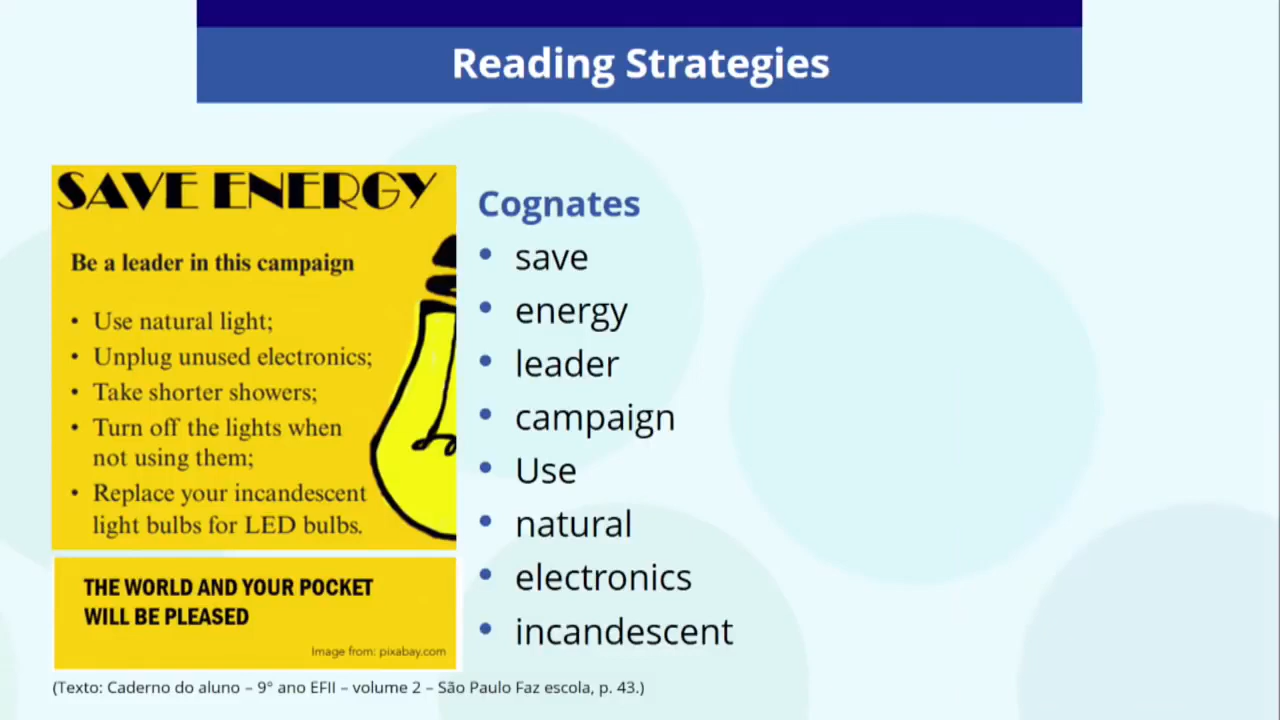 Reading Strategies
SAVE ENERGY
Be a leader in this campaign
• Use natural light;
• Unplug unused electronics;
• Take shorter showers;
• Turn off the lights when
not using them;
• Replace your incandescent
light bulbs for LED bulbs.
THE WORLD AND YOUR POCKET
WILL BE PLEASED
Image from: pixabay.com
Cognates
• save
• energy
• leader
• campaign
• Use
• natural
• electronics
• incandescent
(Texto: Caderno do aluno – 9° ano EFII – volume 2 – São Paulo Faz escola, p. 43.)